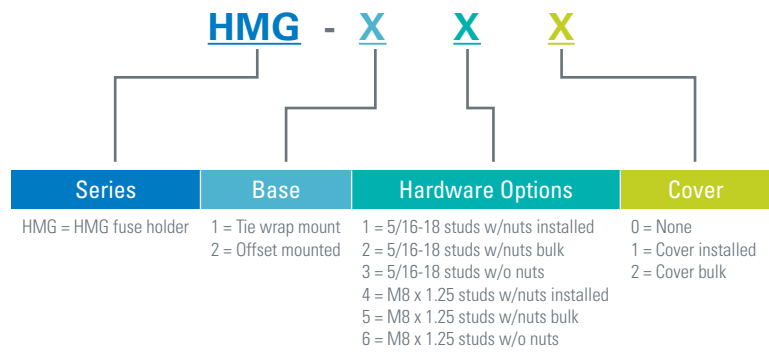 HMG - X X X
Series Base Hardware Options Cover
HMG = HMG fuse holder
1 = Tie wrap mount
2 = Offset mounted
1 = 5/16-18 studs w/nuts installed
2 = 5/16-18 studs w/nuts bulk
3 = 5/16-18 studs w/o nuts
4 = M8 x 1.25 studs w/nuts installed
5 = M8 x 1.25 studs w/nuts bulk
6 = M8 x 1.25 studs w/o nuts
0 = None
1 = Cover installed
2 = Cover bulk